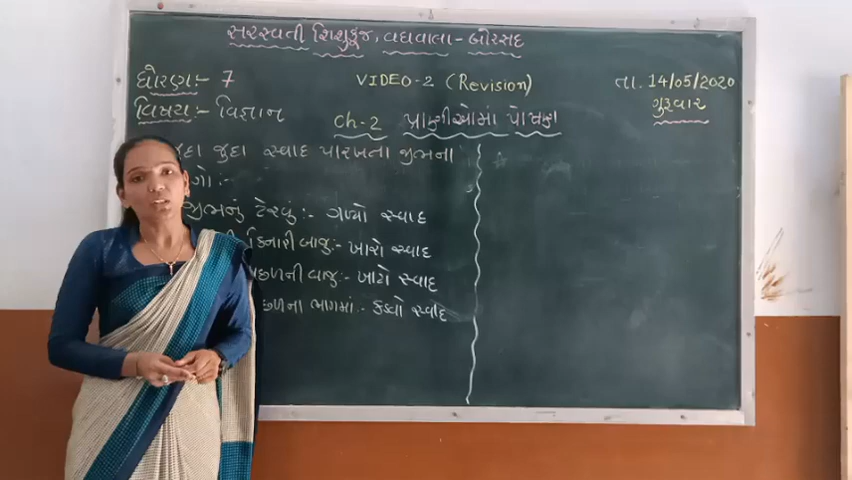 સરસ્વતી શિશુકુંજ, વઘવાલા - બોરસદ
ધોરણ:- 7
VIDEO-2 (Revision)
તા. 14/05/2020
વિષય:- વિજ્ઞાન
ગુરૂવાર
Ch-2 પ્રાણીઓમાં પોષણ
જુદા સ્વાદ પારખતા જીભના
જીભનું ટેરવું:- ગળ્યો સ્વાદ
કિનારી બાજુ:- ખારો સ્વાદ
બાજુ:- ખાટો સ્વાદ
ભાગમાં:- કડવો સ્વાદ